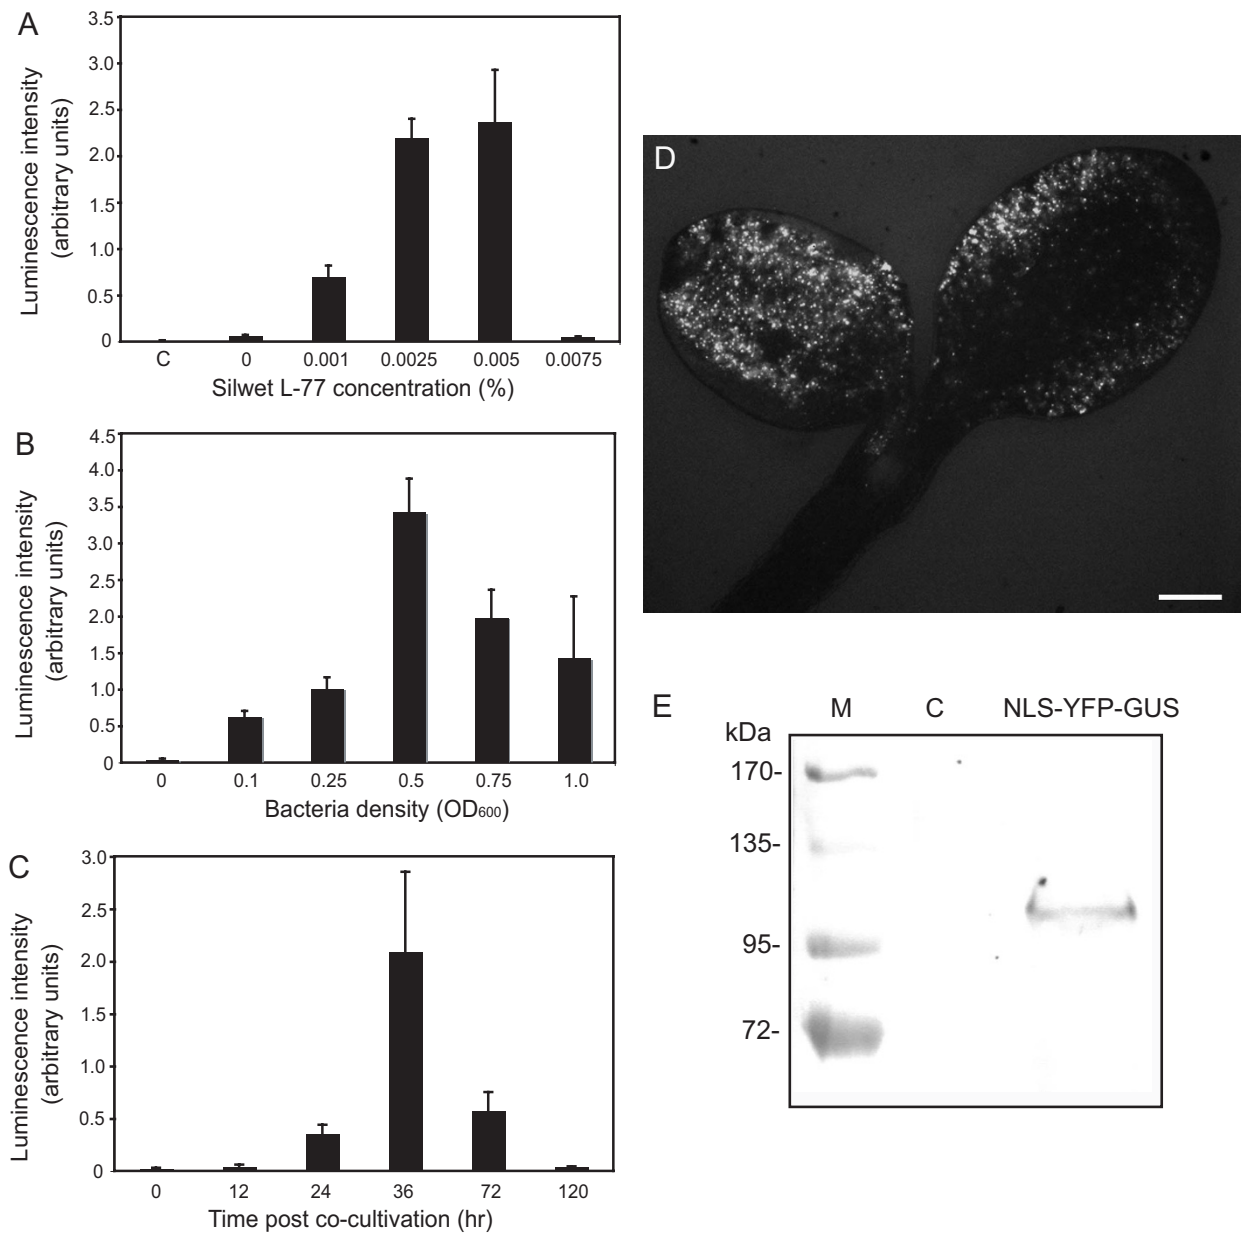 A
Luminescence intensity
(arbitrary units)
3.5
3.0
2.5
2.0
1.5
1.0
0.5
0
C 0 0.001 0.0025 0.005 0.0075
Silwet L-77 concentration (%)
B
Luminescence intensity
(arbitrary units)
4.5
4.0
3.5
3.0
2.5
2.0
1.5
1.0
0.5
0
0 0.1 0.25 0.5 0.75 1.0
Bacteria density (OD600)
C
Luminescence intensity
(arbitrary units)
3.0
2.5
2.0
1.5
1.0
0.5
0
0 12 24 36 72 120
Time post co-cultivation (hr)
D
E
M C NLS-YFP-GUS
kDa
170-
135-
95-
72-